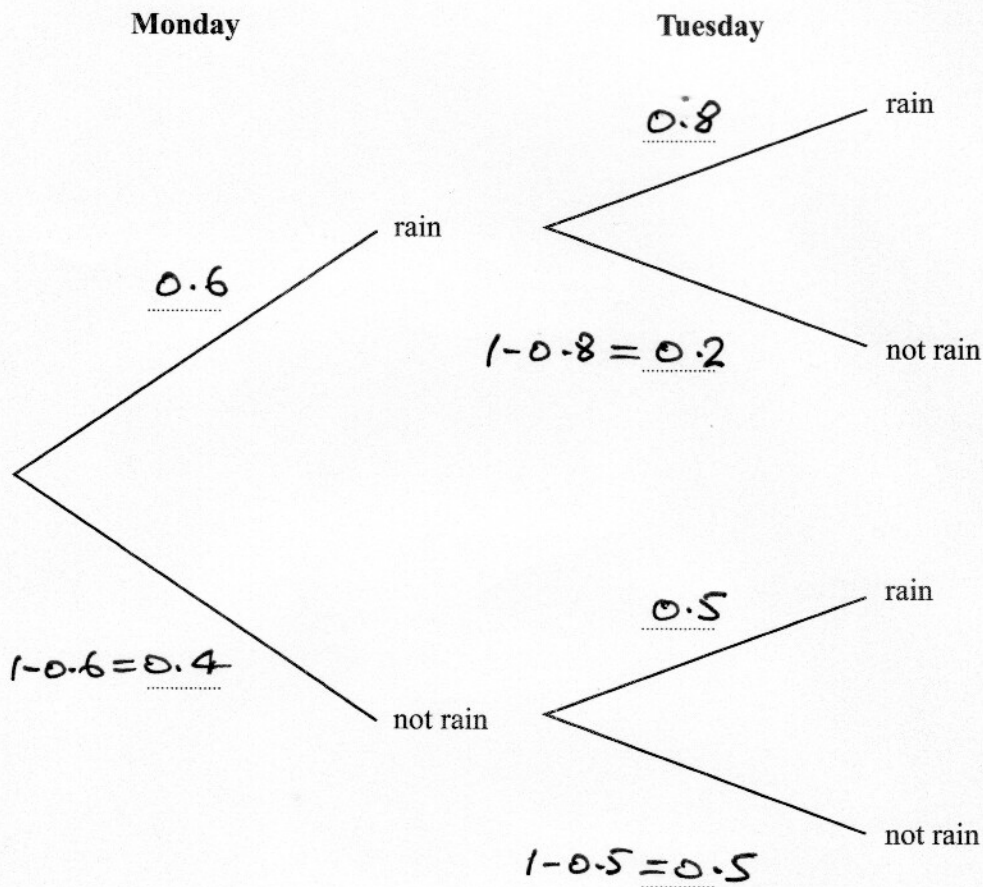 Monday Tuesday
0.8 rain
rain
0.6
1-0.8 = 0.2 not rain
0.5 rain
1-0.6 = 0.4
not rain
not rain
1-0.5 = 0.5